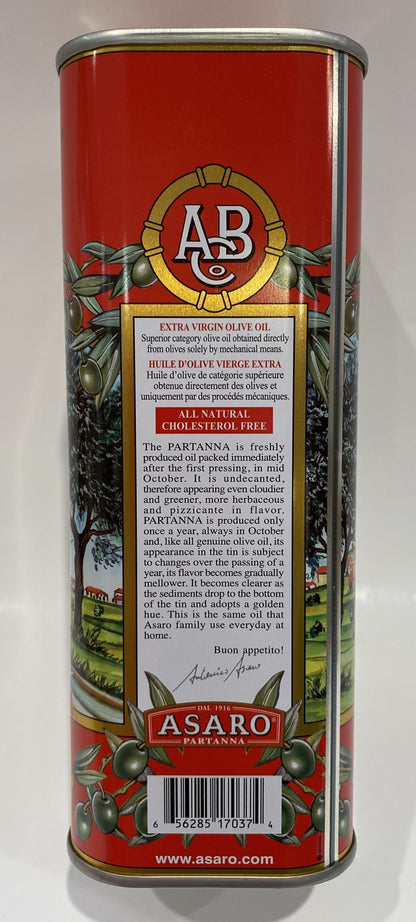 ABCo
EXTRA VIRGIN OLIVE OIL
Superior category olive oil obtained directly
from olives solely by mechanical means.
HUILE D'OLIVE VIERGE EXTRA
Huile d'olive de catégorie supérieure
obtenue directement des olives et
uniquement par des procédés mécaniques.
ALL NATURAL
CHOLESTEROL FREE
The PARTANNA is freshly
produced oil packed immediately
after the first pressing, in mid
October. It is undecanted,
therefore appearing even cloudier
and greener, more herbaceous
and pizzicante in flavor.
PARTANNA is produced only
once a year, always in October
and, like all genuine olive oil, its
appearance in the tin is subject
to changes over the passing of a
year, its flavor becomes gradually
mellower. It becomes clearer as
the sediments drop to the bottom
of the tin and adopts a golden
hue. This is the same oil that
Asaro family use everyday at
home.
Buon appetito!
DAL 1916
ASARO®
PARTANNA
6 56285 17037 4
www.asaro.com